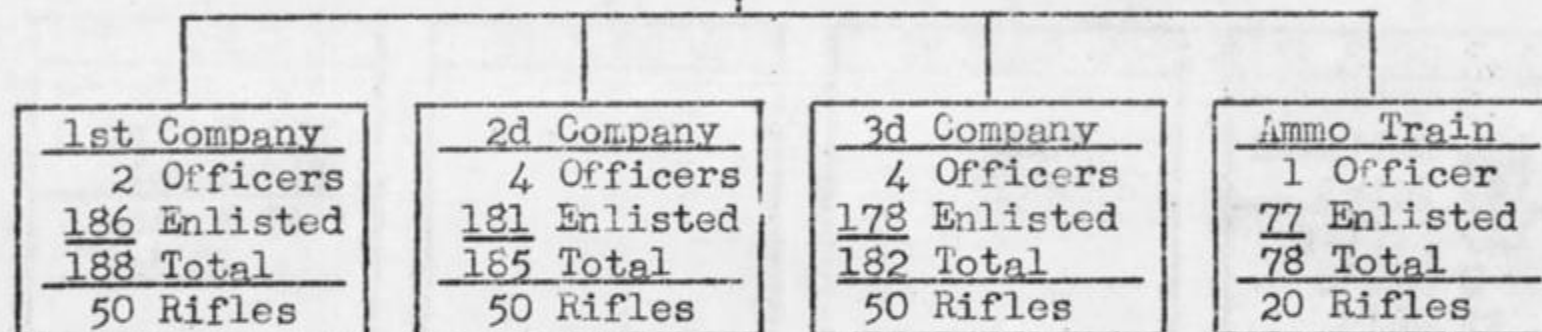 1st Company
2 Officers
186 Enlisted
188 Total
50 Rifles
2d Company
4 Officers
181 Enlisted
185 Total
50 Rifles
3d Company
4 Officers
178 Enlisted
182 Total
50 Rifles
Ammo Train
1 Officer
77 Enlisted
78 Total
20 Rifles